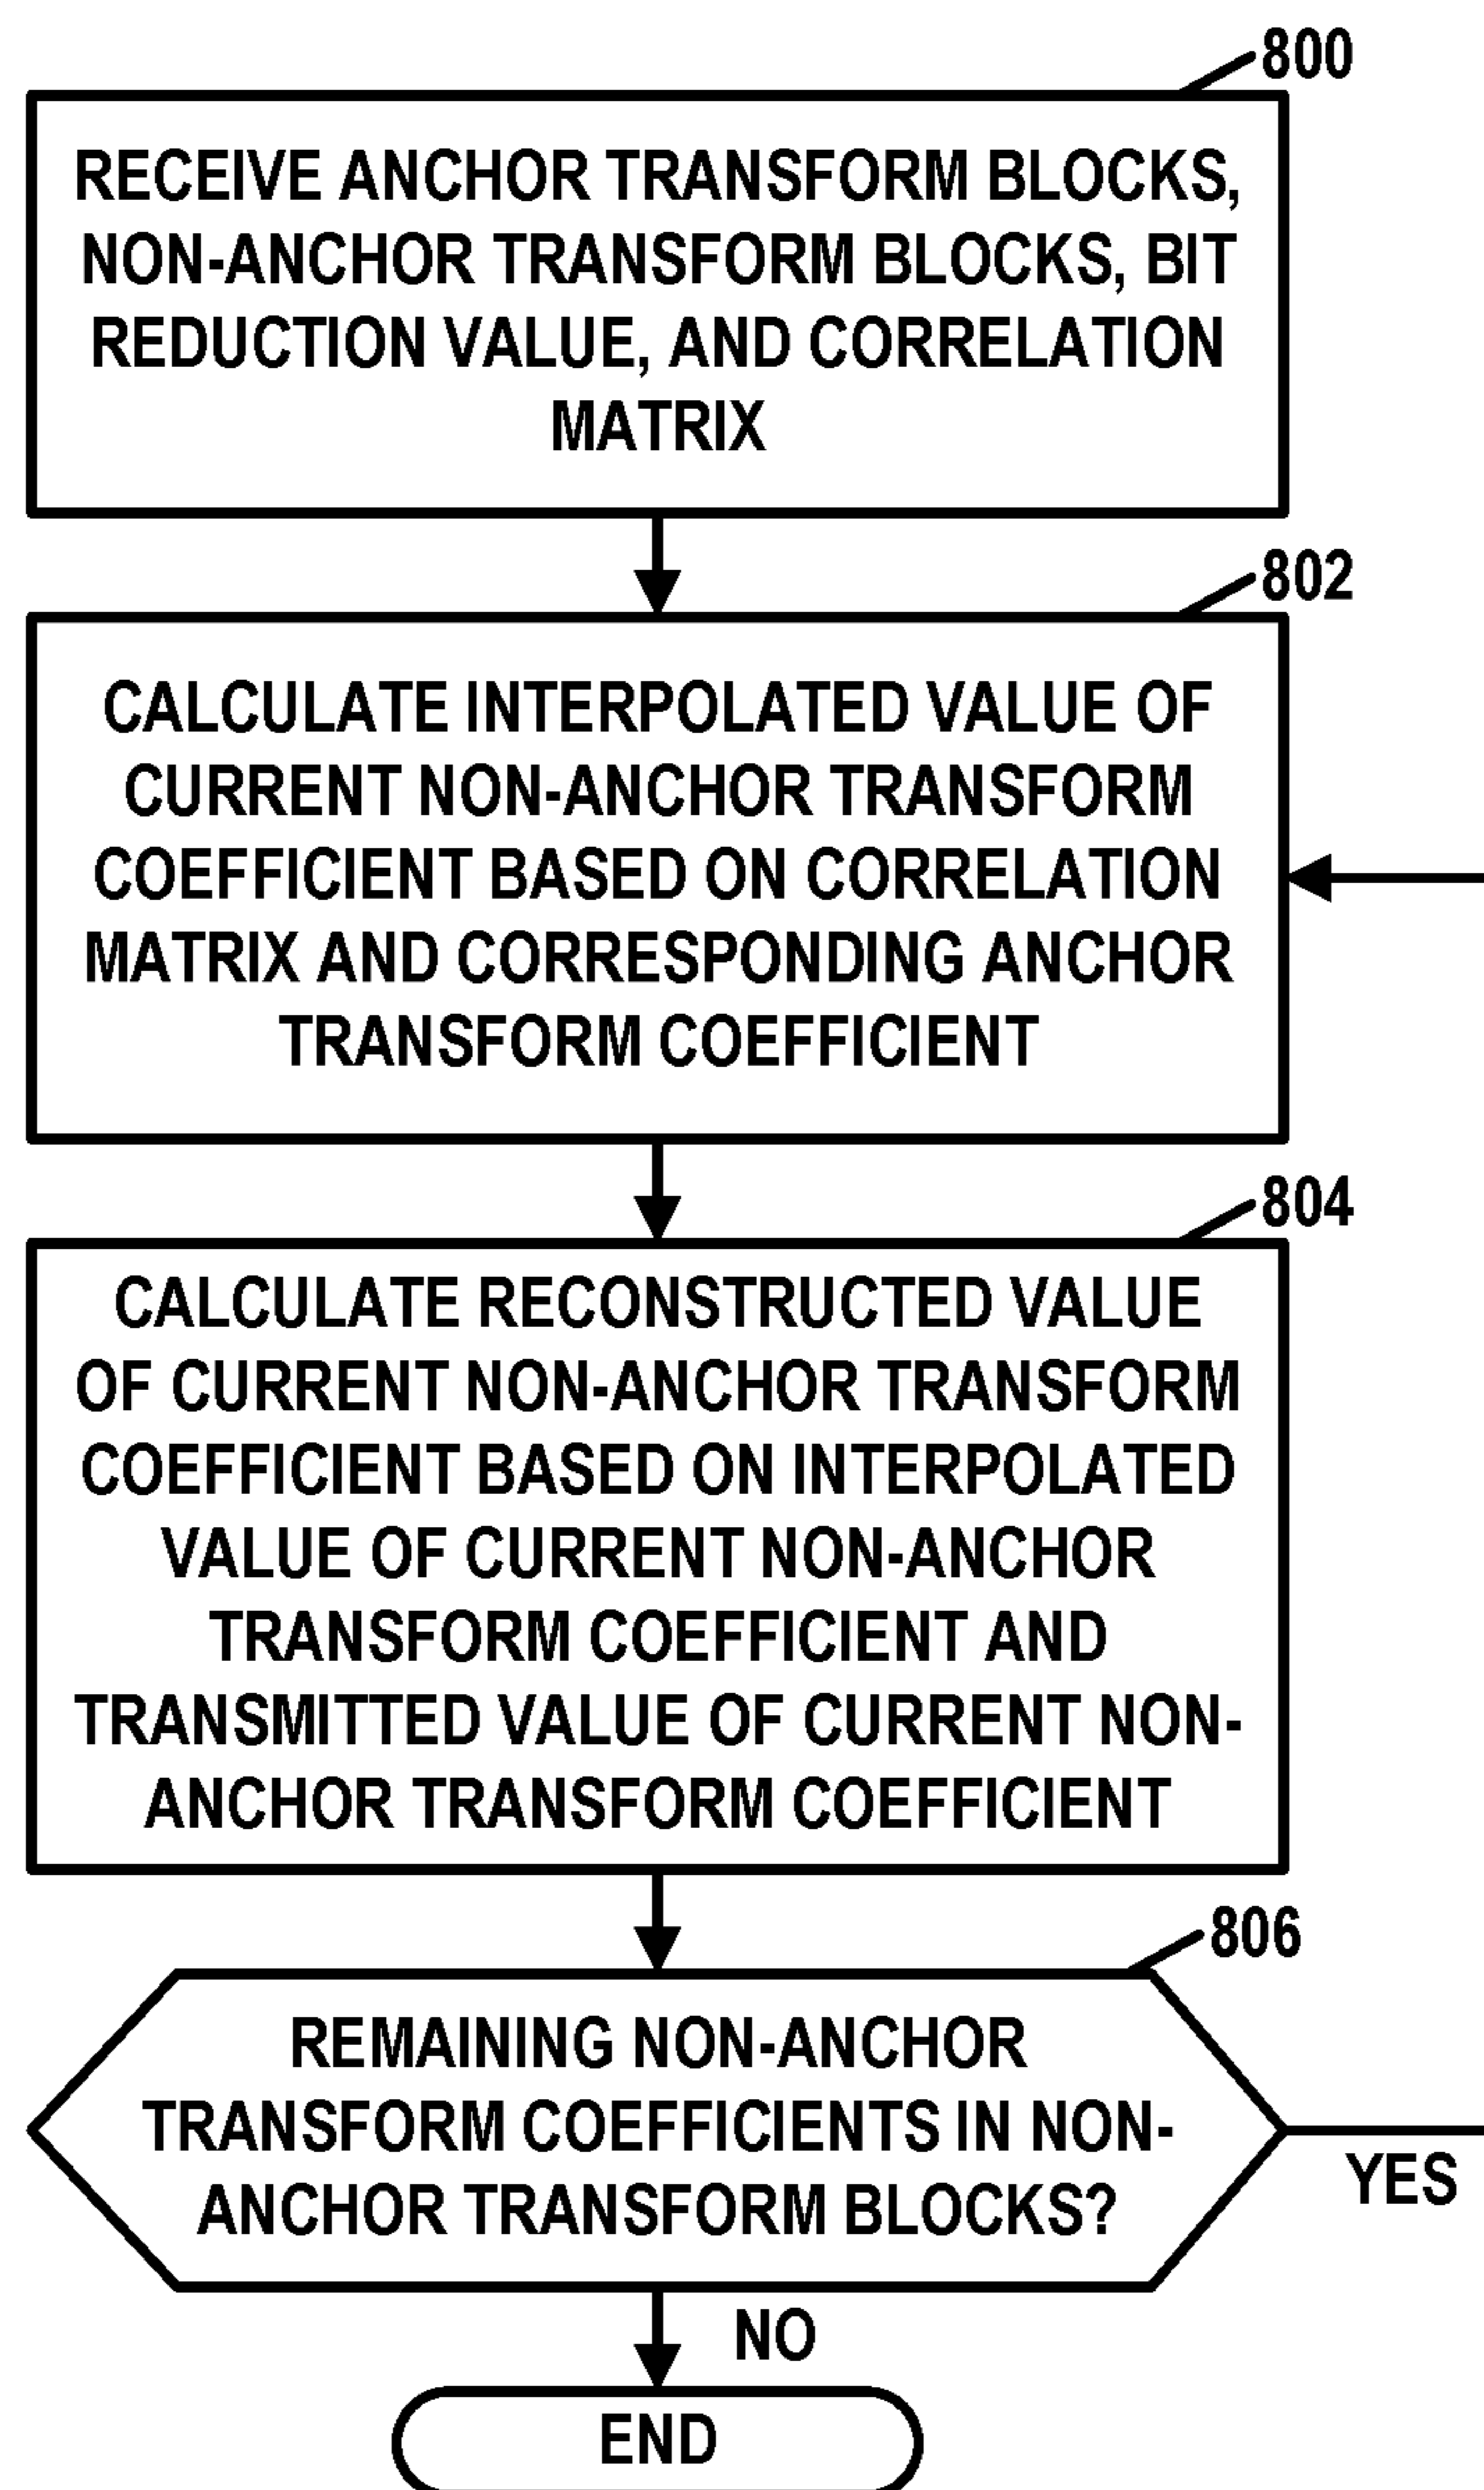 800
RECEIVE ANCHOR TRANSFORM BLOCKS,
NON-ANCHOR TRANSFORM BLOCKS, BIT
REDUCTION VALUE, AND CORRELATION
MATRIX
802
CALCULATE INTERPOLATED VALUE OF
CURRENT NON-ANCHOR TRANSFORM
COEFFICIENT BASED ON CORRELATION
MATRIX AND CORRESPONDING ANCHOR
TRANSFORM COEFFICIENT
804
CALCULATE RECONSTRUCTED VALUE
OF CURRENT NON-ANCHOR TRANSFORM
COEFFICIENT BASED ON INTERPOLATED
VALUE OF CURRENT NON-ANCHOR
TRANSFORM COEFFICIENT AND
TRANSMITTED VALUE OF CURRENT NON-
ANCHOR TRANSFORM COEFFICIENT
806
REMAINING NON-ANCHOR
TRANSFORM COEFFICIENTS IN NON-
ANCHOR TRANSFORM BLOCKS?
YES
NO
END